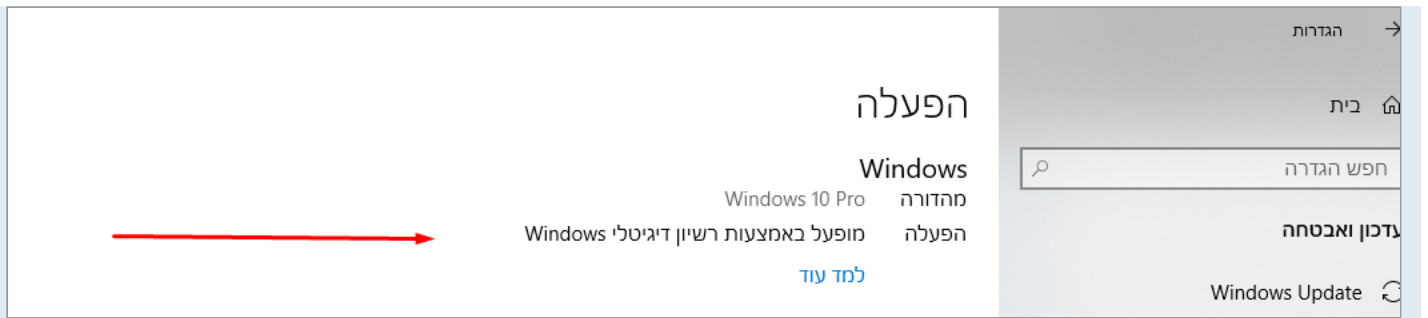 הגדרות
בית
חפש הגדרה
עדכון ואבטחה
Windows Update
הפעלה
Windows
מהדורה Windows 10 Pro
הפעלה מופעל באמצעות רשיון דיגיטלי Windows
למד עוד